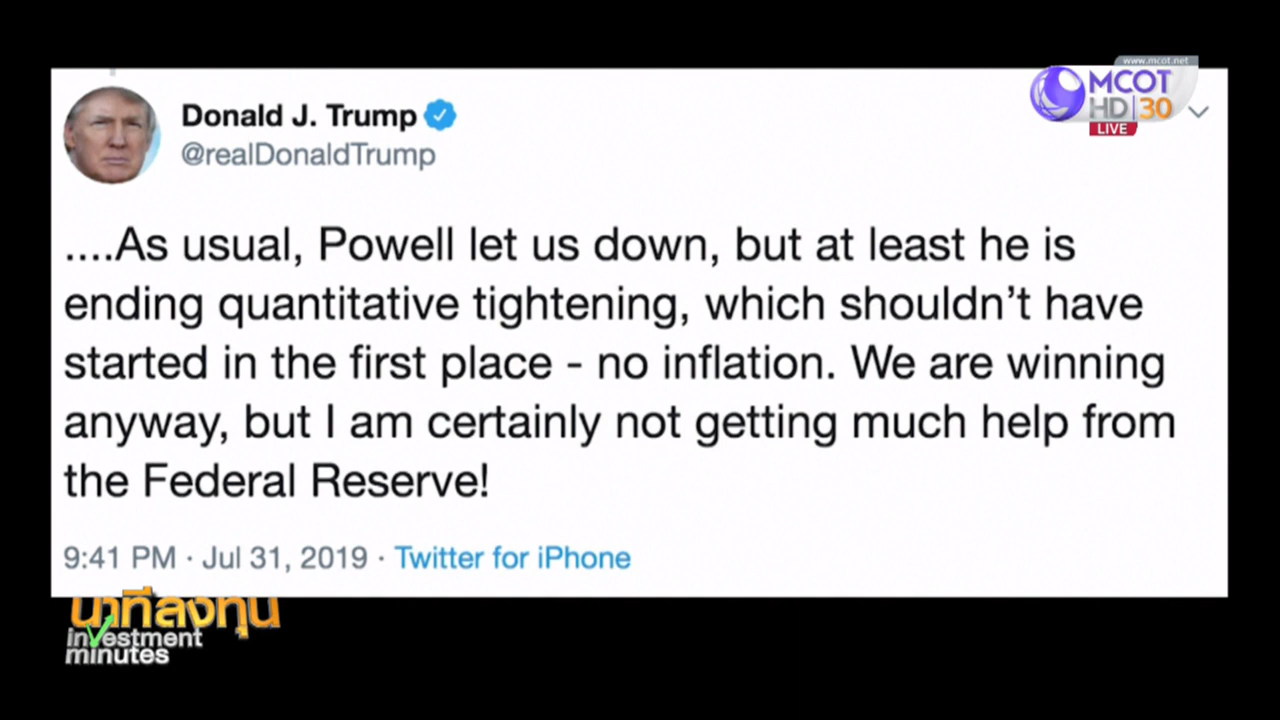 www.mcot.net
MCOT
HD 30
LIVE
Donald J. Trump
@realDonaldTrump
....As usual, Powell let us down, but at least he is
ending quantitative tightening, which shouldn’t have
started in the first place - no inflation. We are winning
anyway, but I am certainly not getting much help from
the Federal Reserve!
9:41 PM · Jul 31, 2019 · Twitter for iPhone
นาทีลงทุน
investment
minutes